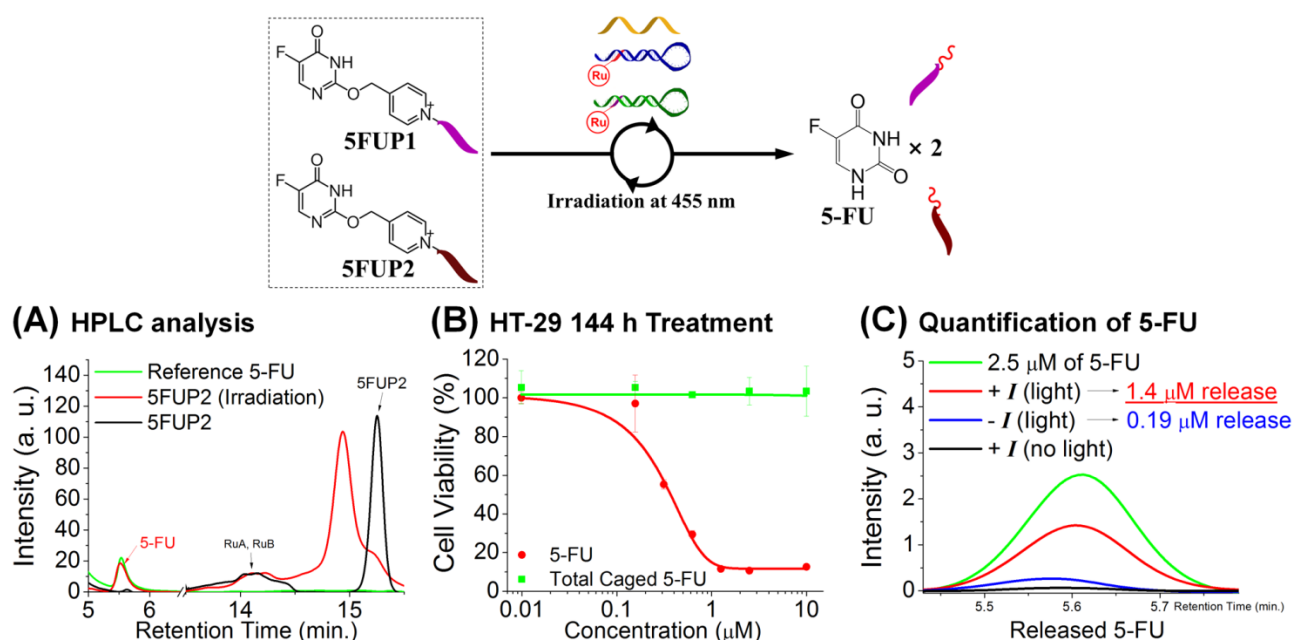 F
O
NH
N
O
N+
5FUP1
F
O
NH
N
O
N+
5FUP2
Ru
Ru
Irradiation at 455 nm
O
F
NH
N
H
O
× 2
5-FU
(A) HPLC analysis
Intensity (a. u.)
140
120
100
80
60
40
20
0
Reference 5-FU
5FUP2 (Irradiation)
5FUP2
5FUP2
5-FU
RuA, RuB
5 6 14 15
Retention Time (min.)
(B) HT-29 144 h Treatment
Cell Viability (%)
120
100
80
60
40
20
0
5-FU
Total Caged 5-FU
0.01 0.1 1 10
Concentration (μM)
(C) Quantification of 5-FU
Intensity (a. u.)
5
4
3
2
1
0
2.5 μM of 5-FU
+ I (light) 1.4 μM release
- I (light) 0.19 μM release
+ I (no light)
5.5 5.6 5.7 Retention Time (min.)
Released 5-FU